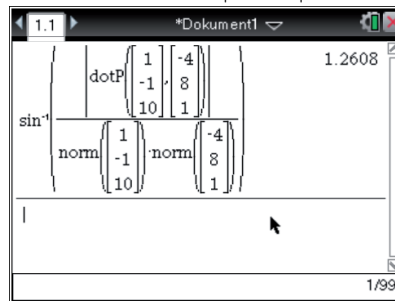 1.1
*Dokument1
sin⁻¹(|dotP([1 -1 10],[-4 8 1])| / norm([1 -1 10])·norm([-4 8 1]))
1.2608
1/99